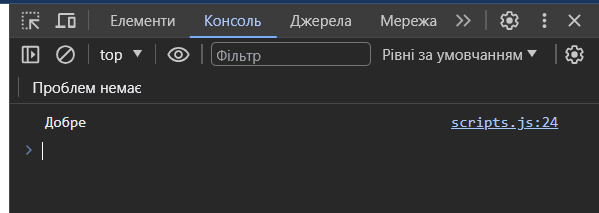 Елементи Консоль Джерела Мережа
top Фільтр Рівні за умовчанням
Проблем немає
Добре scripts.js:24